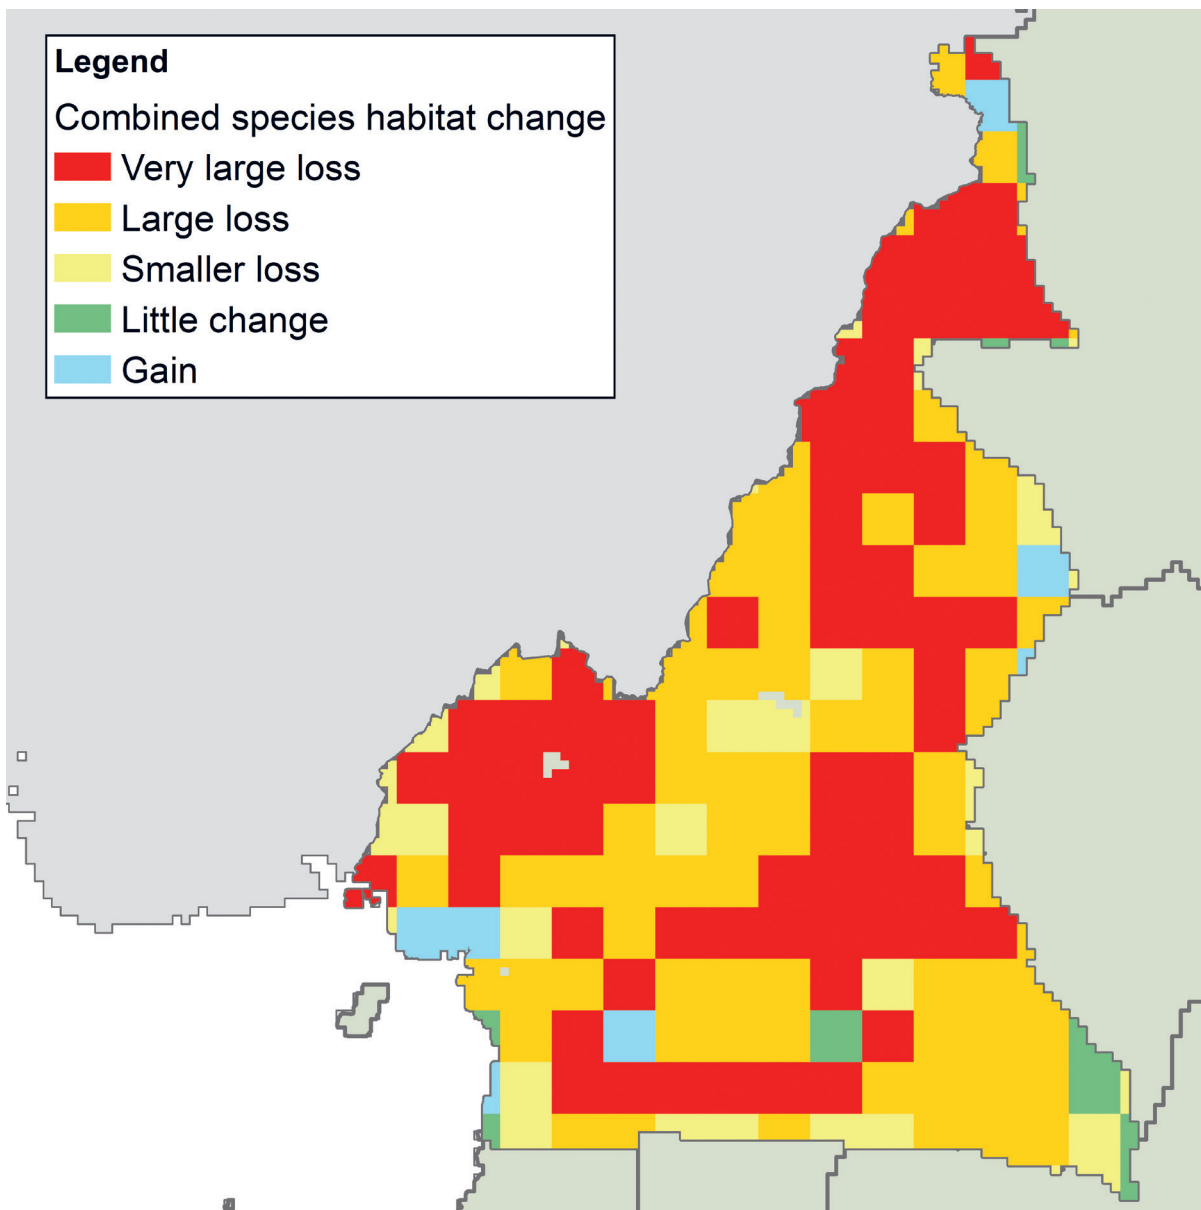 Legend
Combined species habitat change
Very large loss
Large loss
Smaller loss
Little change
Gain